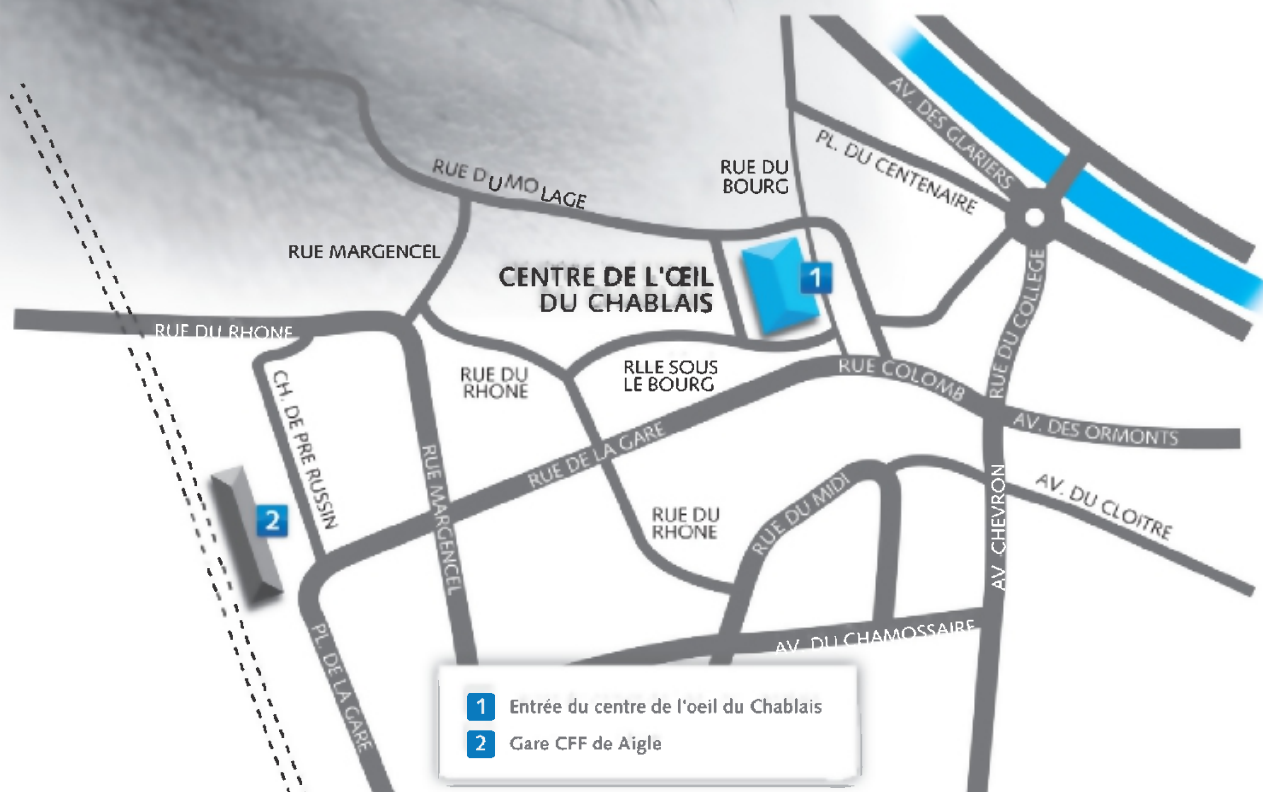 AV. DES GLARIERS
PL. DU CENTENAIRE
RUE DU
BOURG
RUE DUMOLAGE
RUE MARGENCEL
CENTRE DE L'ŒIL
DU CHABLAIS
1
RUE DU COLLEGE
RUE DU RHONE
RUE DU
RHONE
RLLE SOUS
LE BOURG
RUE COLOMB
CH. DE PRE RUSSIN
AV. DES ORMONTS
RUE DE LA GARE
RUE MARGENCEL
2
RUE DU
RHONE
RUE DU MIDI
AV. CHEVRON
AV. DU CLOITRE
AV. DU CHAMOSSAIRE
PL. DE LA GARE
1 Entrée du centre de l'oeil du Chablais
2 Gare CFF de Aigle